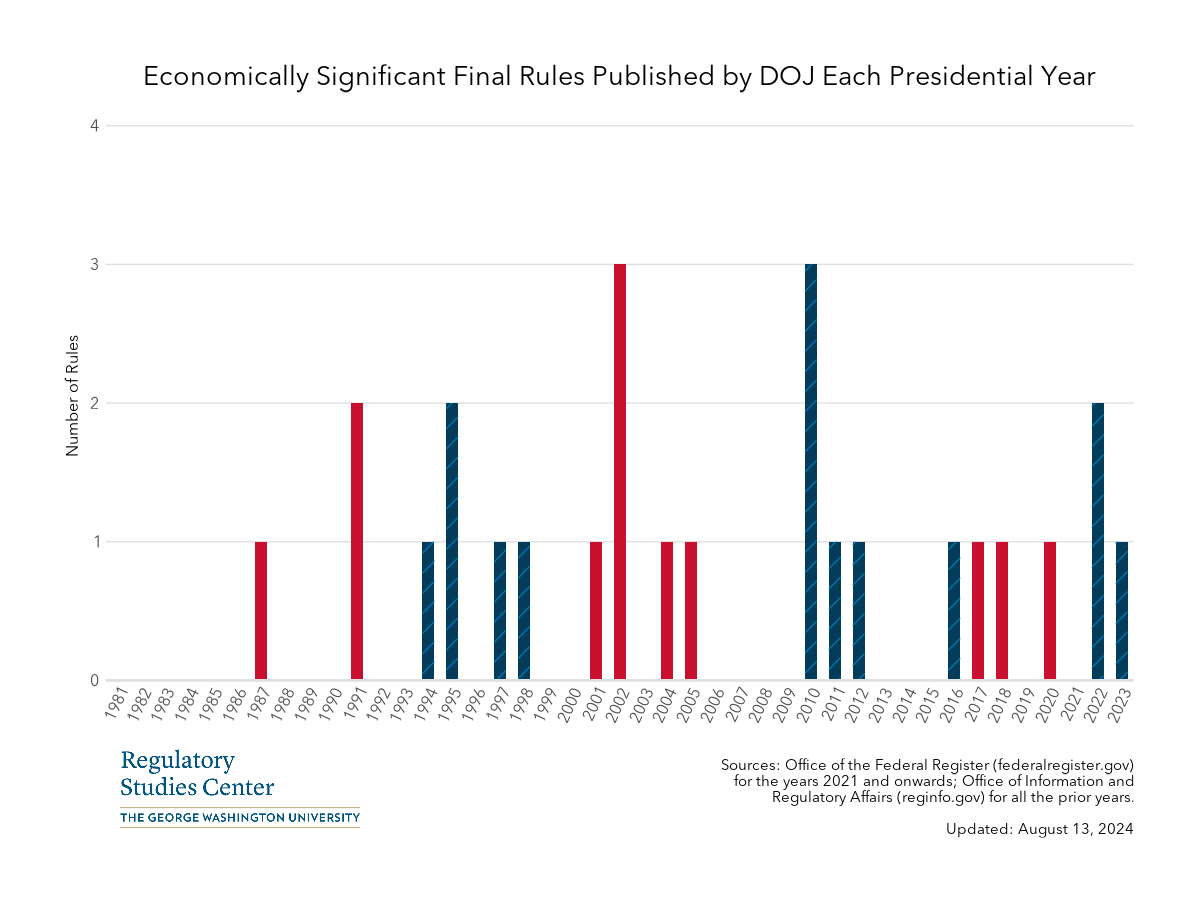 Economically Significant Final Rules Published by DOJ Each Presidential Year
4
3
2
1
0
Number of Rules
1981 1982 1983 1984 1985 1986 1987 1988 1989 1990 1991 1992 1993 1994 1995 1996 1997 1998 1999 2000 2001 2002 2003 2004 2005 2006 2007 2008 2009 2010 2011 2012 2013 2014 2015 2016 2017 2018 2019 2020 2021 2022 2023
Regulatory
Studies Center
THE GEORGE WASHINGTON UNIVERSITY
Sources: Office of the Federal Register (federalregister.gov)
for the years 2021 and onwards; Office of Information and
Regulatory Affairs (reginfo.gov) for all the prior years.
Updated: August 13, 2024